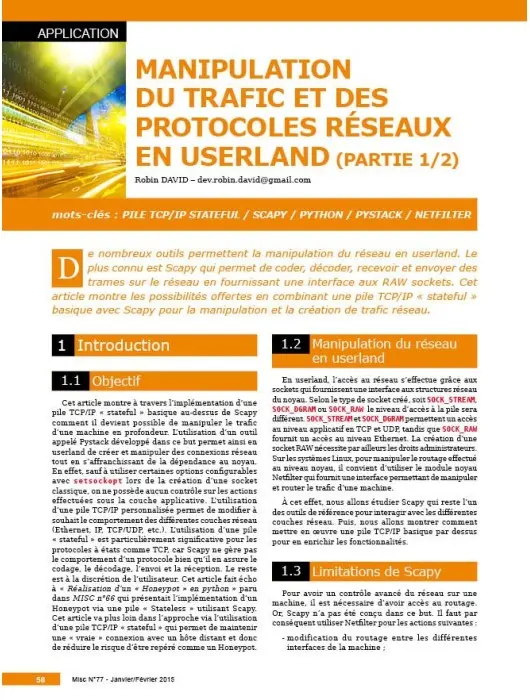 APPLICATION
MANIPULATION
DU TRAFIC ET DES
PROTOCOLES RÉSEAUX
EN USERLAND (PARTIE 1/2)
Robin DAVID – dev.robin.david@gmail.com
mots-clés : PILE TCP/IP STATEFUL / SCAPY / PYTHON / PYSTACK / NETFILTER
De nombreux outils permettent la manipulation du réseau en userland. Le
plus connu est Scapy qui permet de coder, décoder, recevoir et envoyer des
trames sur le réseau en fournissant une interface aux RAW sockets. Cet
article montre les possibilités offertes en combinant une pile TCP/IP « stateful »
basique avec Scapy pour la manipulation et la création de trafic réseau.
1 Introduction
1.1 Objectif
Cet article montre à travers l'implémentation d'une
pile TCP/IP « stateful » basique au-dessus de Scapy
comment il devient possible de manipuler le trafic
d'une machine en profondeur. L'utilisation d'un outil
appelé Pystack développé dans ce but permet ainsi en
userland de créer et manipuler des connexions réseau
tout en s'affranchissant de la dépendance au noyau.
En effet, sauf à utiliser certaines options configurables
avec setsockopt lors de la création d'une socket
classique, on ne possède aucun contrôle sur les actions
effectuées sous la couche applicative. L'utilisation
d'une pile TCP/IP personnalisée permet de modifier à
souhait le comportement des différentes couches réseau
(Ethernet, IP, TCP/UDP, etc.). L'utilisation d'une pile
« stateful » est particulièrement significative pour les
protocoles à états comme TCP, car Scapy ne gère pas
le comportement d'un protocole bien qu'il en assure le
codage, le décodage, l'envoi et la réception. Le reste
est à la discrétion de l'utilisateur. Cet article fait écho
à « Réalisation d'un « Honeypot » en python » paru
dans MISC n°66 qui présentait l'implémentation d'un
Honeypot via une pile « Stateless » utilisant Scapy.
Cet article va plus loin dans l'approche via l'utilisation
d'une pile TCP/IP « stateful » qui permet de maintenir
une « vraie » connexion avec un hôte distant et donc
de réduire le risque d'être repéré comme un Honeypot.
1.2 Manipulation du réseau
en userland
En userland, l'accès au réseau s'effectue grâce aux
sockets qui fournissent une interface aux structures réseau
du noyau. Selon le type de socket créé, soit SOCK_STREAM,
SOCK_DGRAM ou SOCK_RAW le niveau d'accès à la pile sera
différent. SOCK_STREAM et SOCK_DGRAM permettent un accès
au niveau applicatif en TCP et UDP, tandis que SOCK_RAW
fournit un accès au niveau Ethernet. La création d'une
socket RAW nécessite par ailleurs les droits administrateurs.
Sur les systèmes Linux, pour manipuler le routage effectué
au niveau noyau, il convient d'utiliser le module noyau
Netfilter qui fournit une interface permettant de manipuler
et router le trafic d'une machine.
À cet effet, nous allons étudier Scapy qui reste l'un
des outils de référence pour interagir avec les différentes
couches réseau. Puis, nous allons montrer comment
mettre en œuvre une pile TCP/IP basique par dessus
pour en enrichir les fonctionnalités.
1.3 Limitations de Scapy
Pour avoir un contrôle avancé du réseau sur une
machine, il est nécessaire d'avoir accès au routage.
Or, Scapy n'a pas été conçu dans ce but. Il faut par
conséquent utiliser Netfilter pour les actions suivantes :
- modification du routage entre les différentes
interfaces de la machine ;
58 Misc N°77 - Janvier/Février 2015